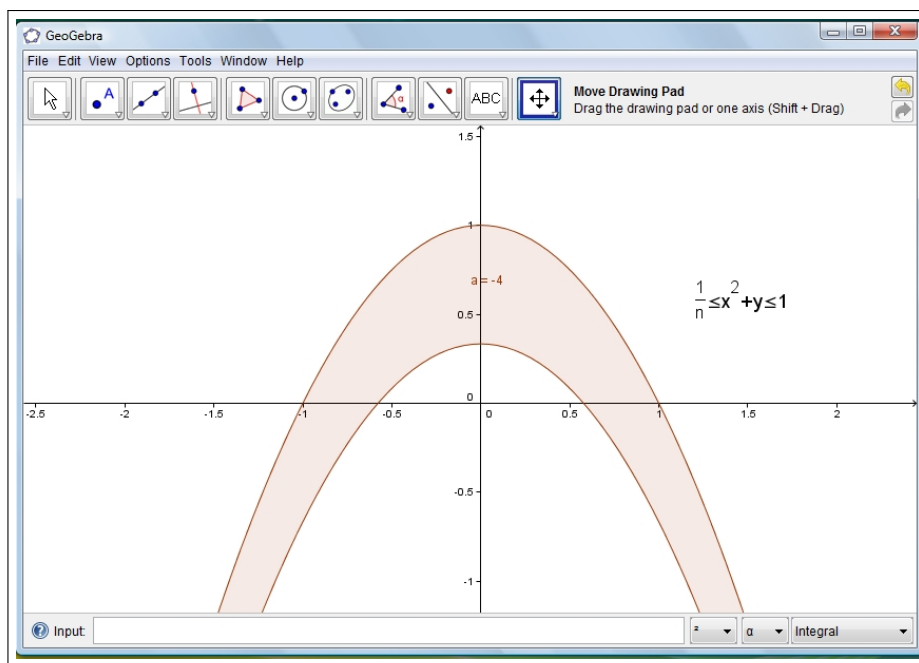 GeoGebra
File Edit View Options Tools Window Help
A
α
ABC
Move Drawing Pad
Drag the drawing pad or one axis (Shift + Drag)
1.5
1
a = -4
1/n ≤x²+y≤1
0.5
0
-2.5 -2 -1.5 -1 -0.5 0 0.5 1 1.5 2
-0.5
-1
Input:
² α Integral